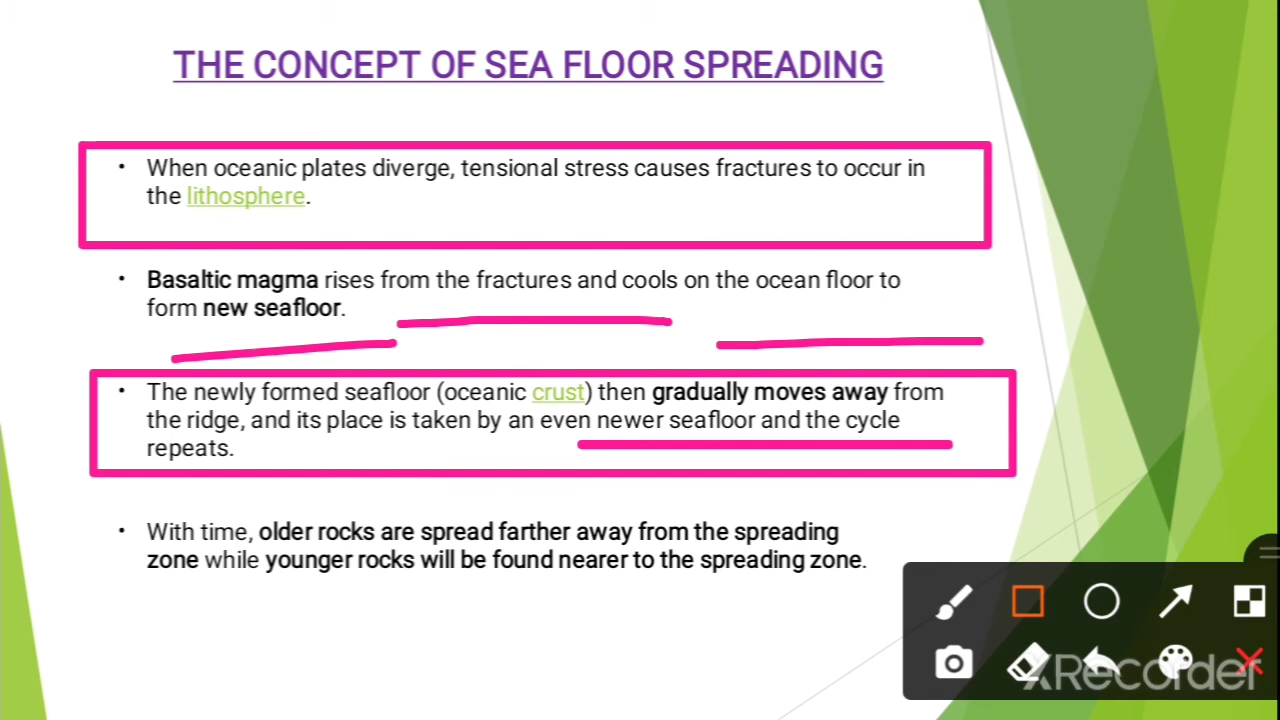 THE CONCEPT OF SEA FLOOR SPREADING
• When oceanic plates diverge, tensional stress causes fractures to occur in
the lithosphere.
• Basaltic magma rises from the fractures and cools on the ocean floor to
form new seafloor.
• The newly formed seafloor (oceanic crust) then gradually moves away from
the ridge, and its place is taken by an even newer seafloor and the cycle
repeats.
• With time, older rocks are spread farther away from the spreading
zone while younger rocks will be found nearer to the spreading zone.
XRecorder